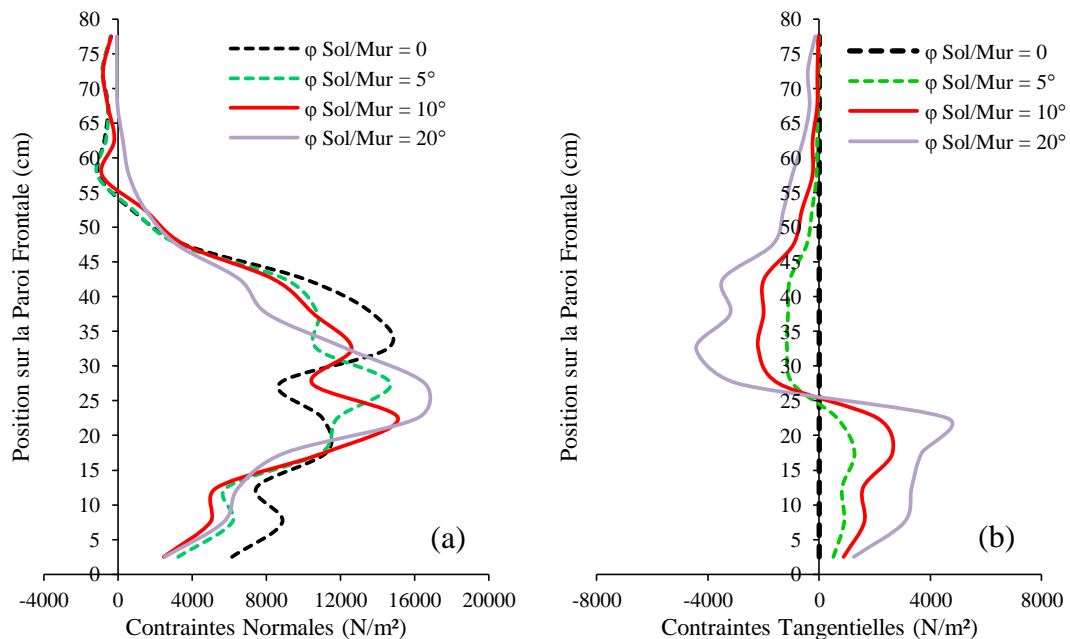 80
75
70
65
60
55
50
45
40
35
30
25
20
15
10
5
0
Position sur la Paroi Frontale (cm)
φ Sol/Mur = 0
φ Sol/Mur = 5°
φ Sol/Mur = 10°
φ Sol/Mur = 20°
(a)
-4000 0 4000 8000 12000 16000 20000
Contraintes Normales (N/m²)
80
75
70
65
60
55
50
45
40
35
30
25
20
15
10
5
0
Position sur la Paroi Frontale (cm)
φ Sol/Mur = 0
φ Sol/Mur = 5°
φ Sol/Mur = 10°
φ Sol/Mur = 20°
(b)
-8000 -4000 0 4000 8000
Contraintes Tangentielles (N/m²)